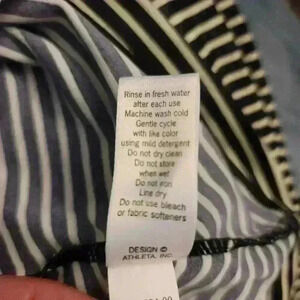 Rinse in fresh water
after each use
Machine wash cold
Gentle cycle
with like color
using mild detergent
Do not dry clean
Do not store
when wet
Do not iron
Line dry
Do not use bleach
or fabric softeners
DESIGN ©
ATHLETA, INC.